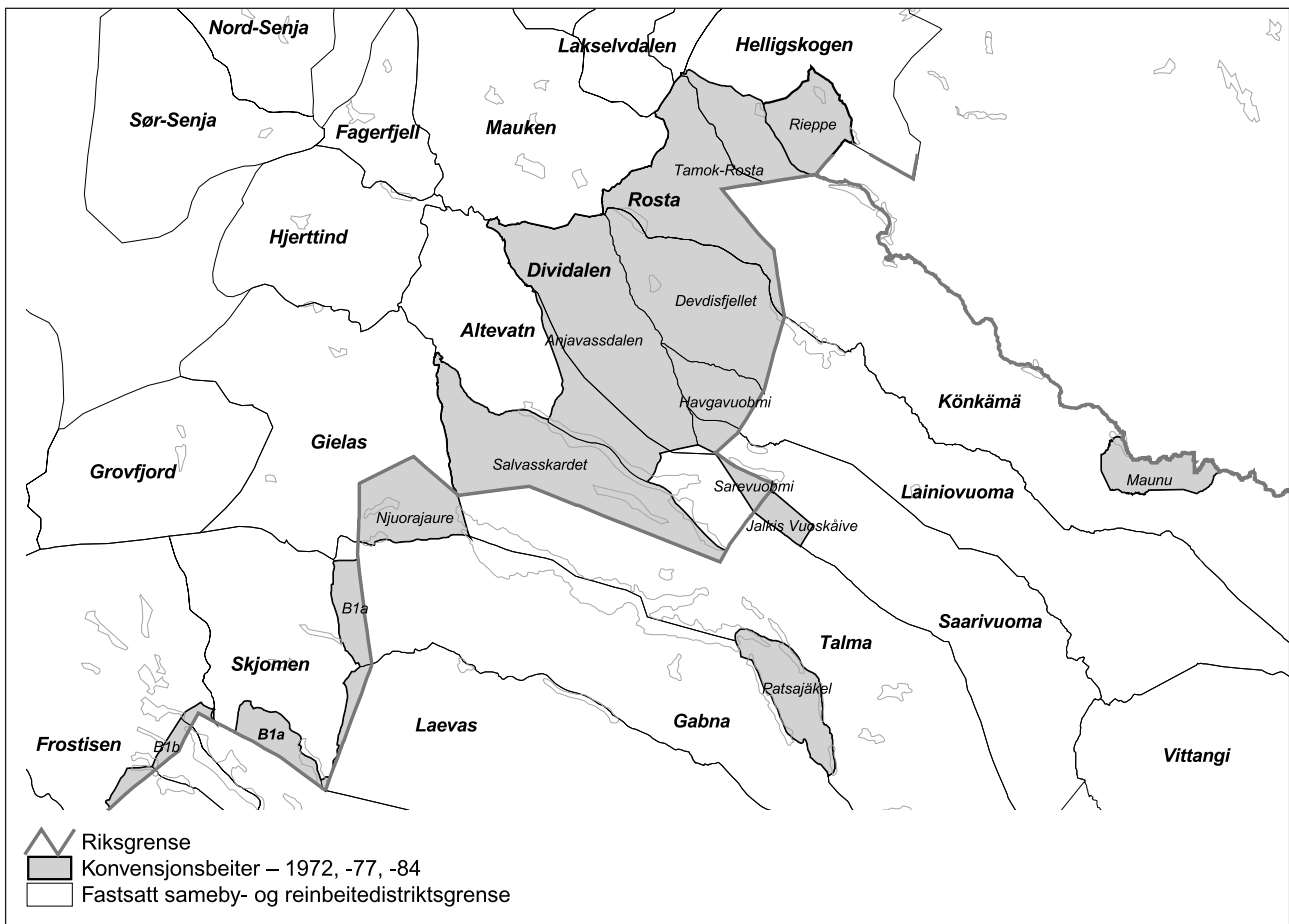 Nord-Senja
Lakselvdalen
Helligskogen
Sør-Senja
Fagerfjell
Mauken
Rieppe
Tamok-Rosta
Rosta
Hjerttind
Dividalen
Devdisfjellet
Altevatn
Anjavassdalen
Könkämä
Havgavuobmi
Gielas
Grovfjord
Salvasskardet
Sarevuobmi
Maunu
Lainiovuoma
Njuorajaure
Jalkis Vuoskåive
B1a
Saarivuoma
Talma
Skjomen
Patsajäkel
Laevas
Gabna
B1a
Frostisen
B1b
Vittangi
Riksgrense
Konvensjonsbeiter – 1972, -77, -84
Fastsatt sameby- og reinbeitedistriktsgrense